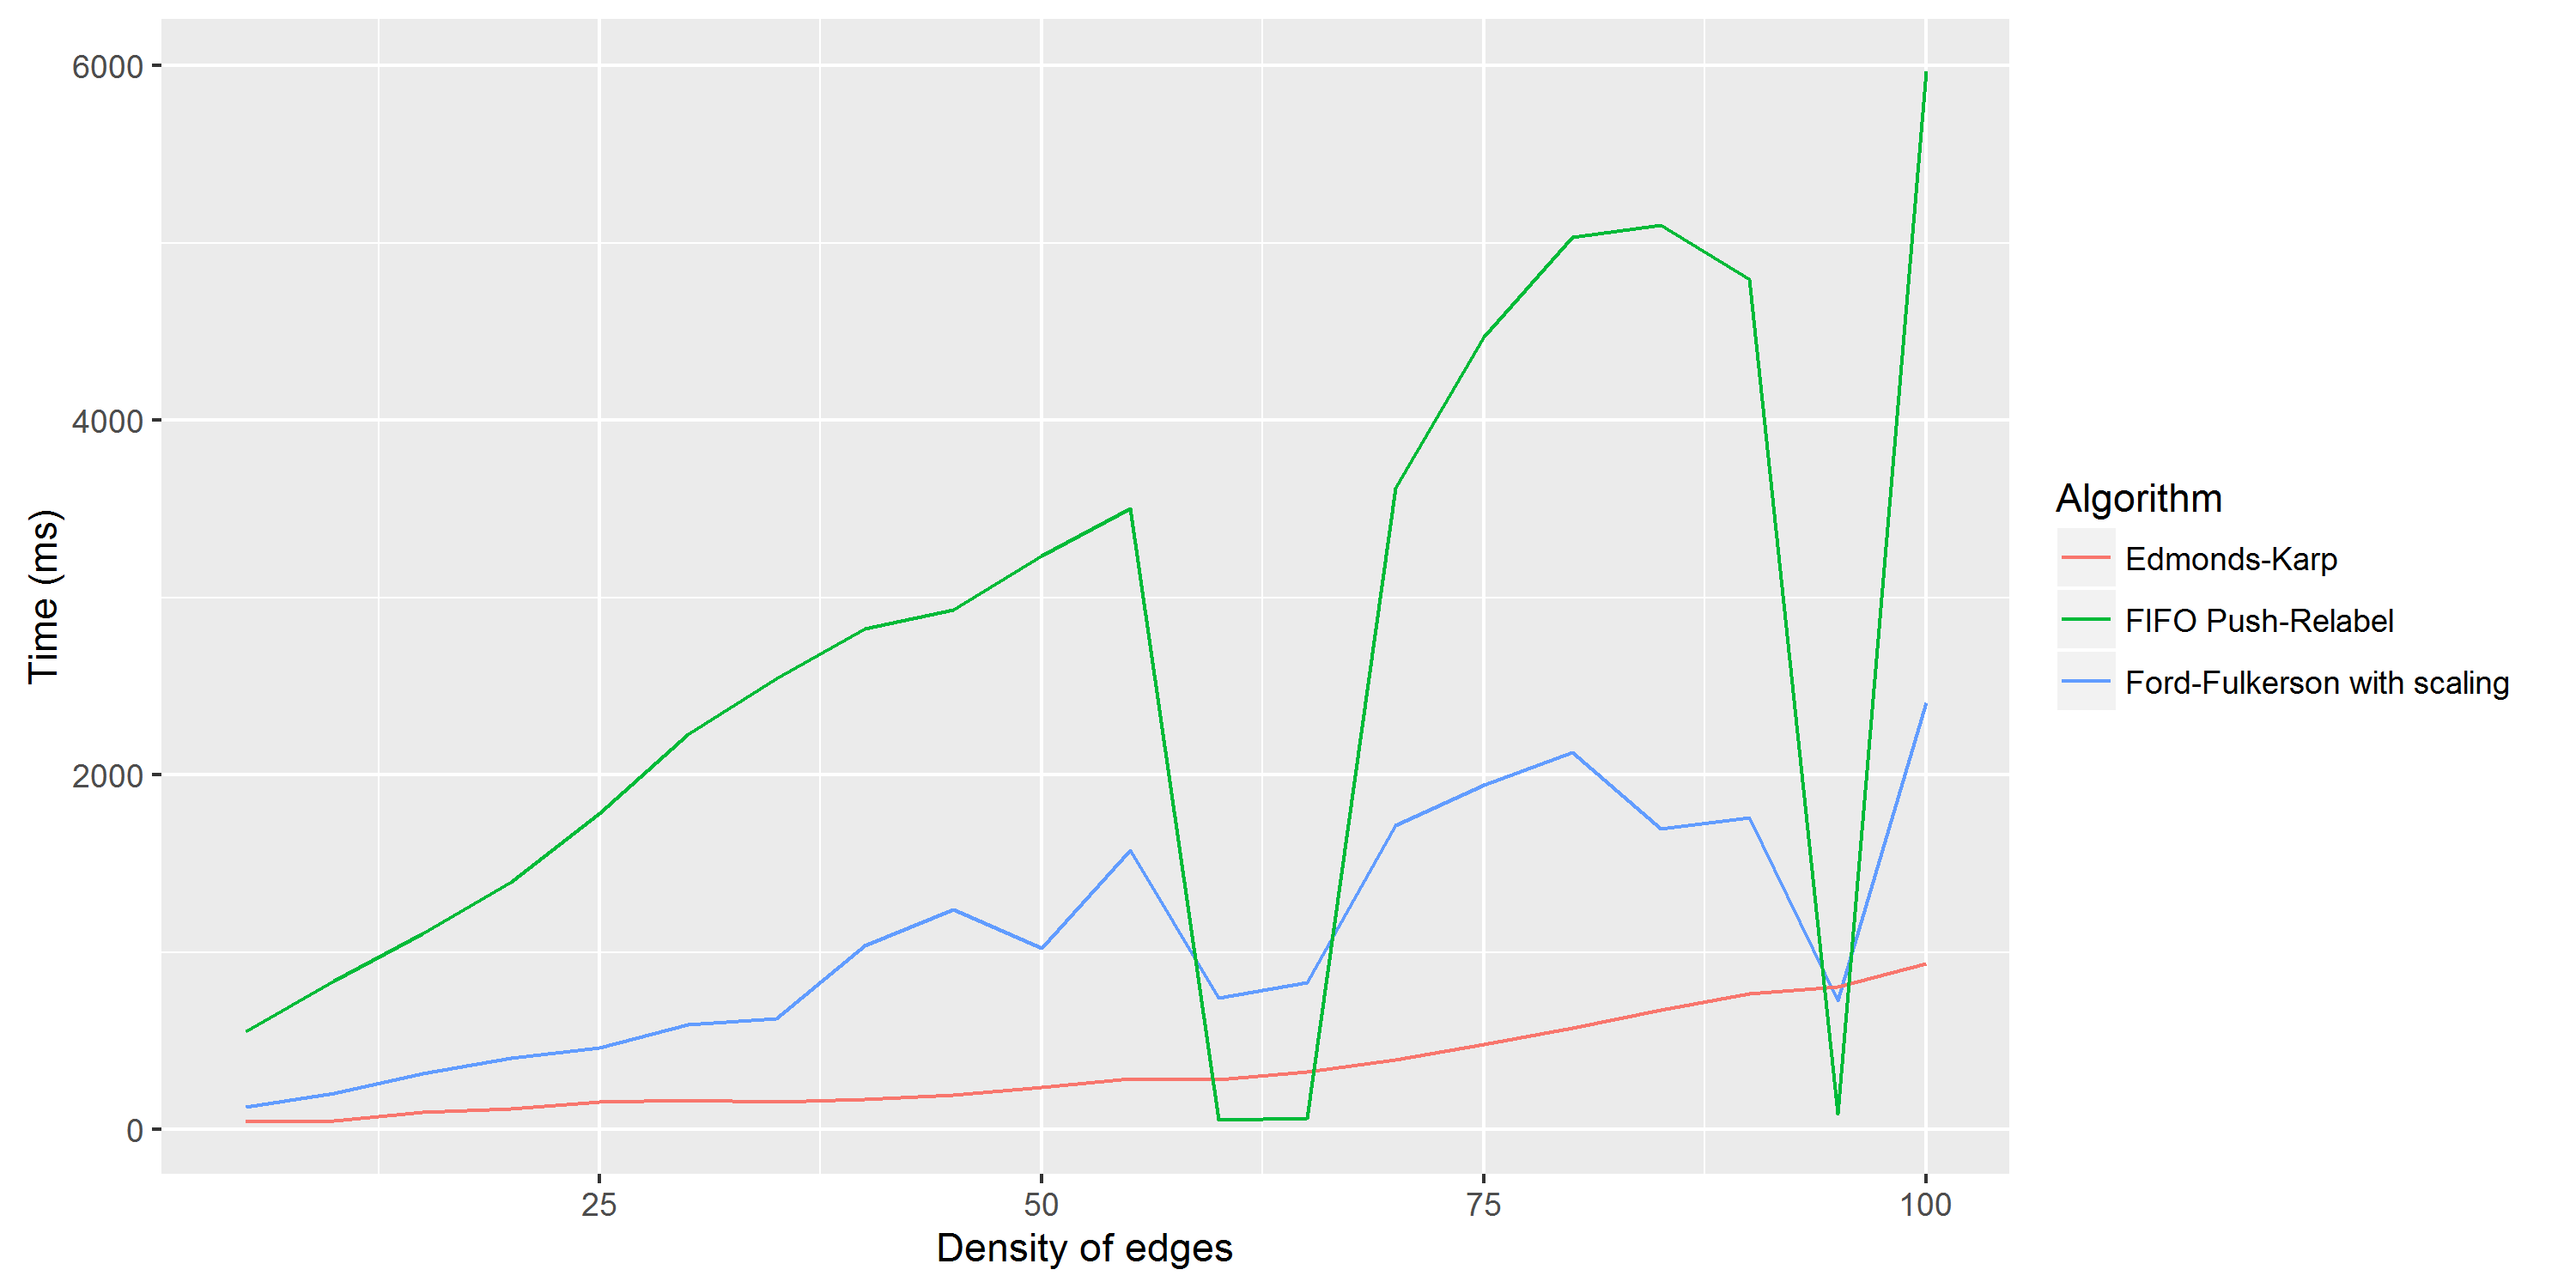 6000
4000
2000
0
Time (ms)
25
50
75
100
Density of edges
Algorithm
Edmonds-Karp
FIFO Push-Relabel
Ford-Fulkerson with scaling